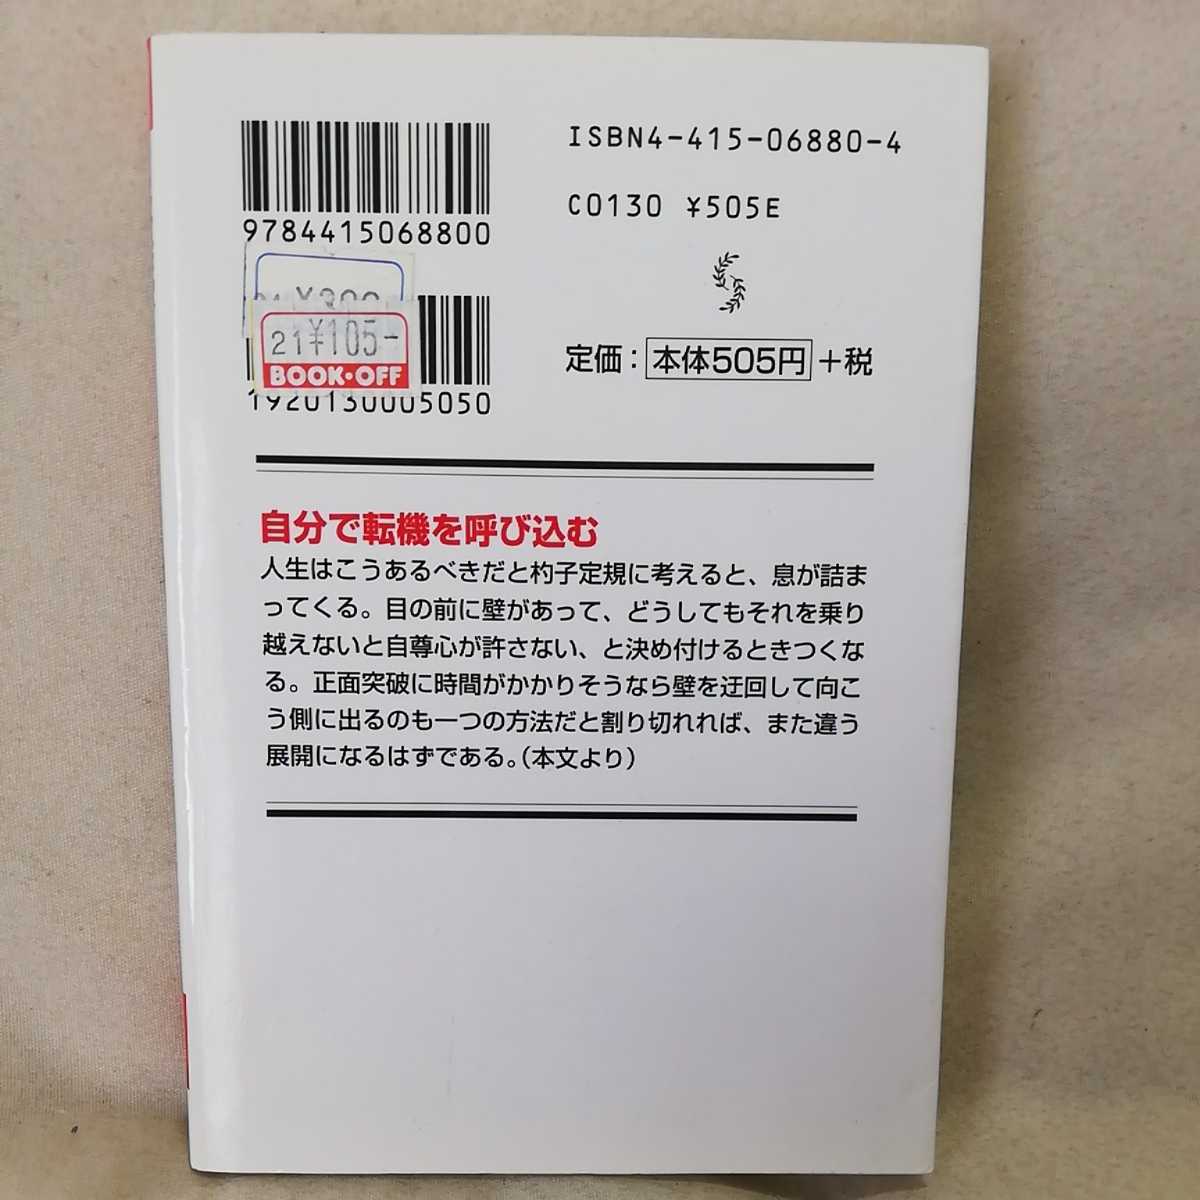 9784415068800
ISBN4-415-06880-4
C0130 ¥505E
21¥105-
BOOK・OFF
1920130005050
定価：本体505円+税
自分で転機を呼び込む
人生はこうあるべきだと杓子定規に考えると、息が詰ま
ってくる。目の前に壁があって、どうしてもそれを乗り
越えないと自尊心が許さない、と決め付けるときつくな
る。正面突破に時間がかかりそうなら壁を迂回して向こ
う側に出るのも一つの方法だと割り切れれば、また違う
展開になるはずである。（本文より）